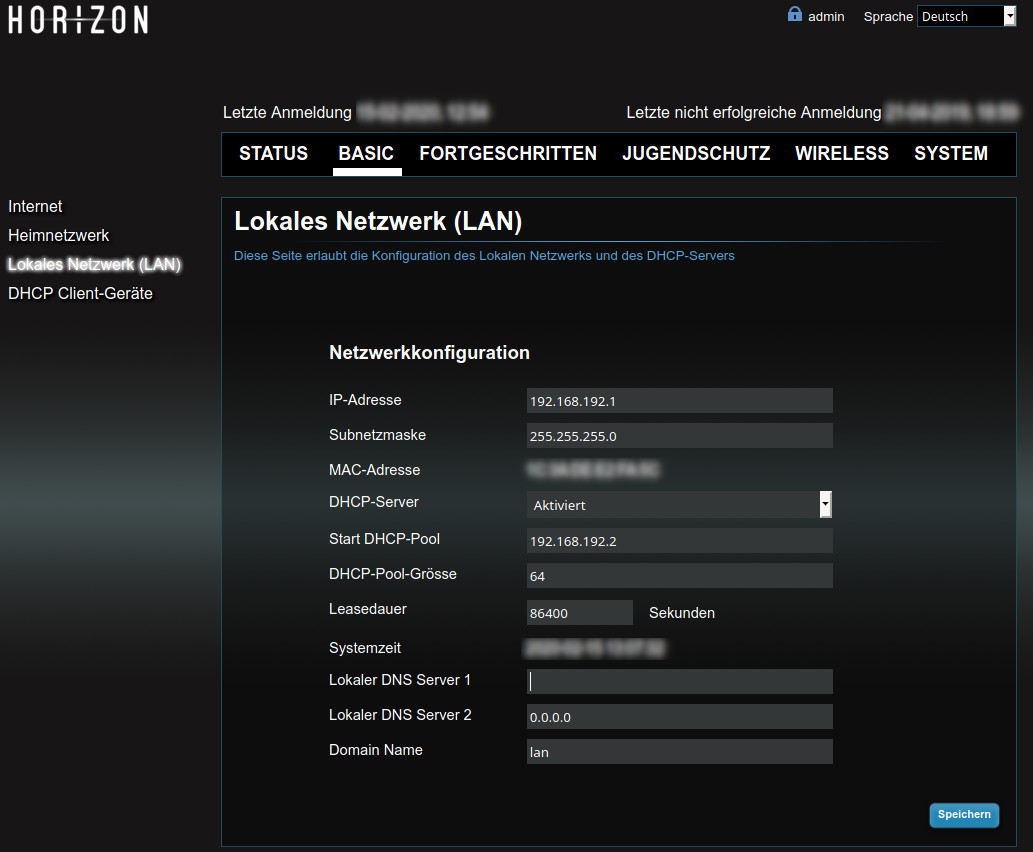 HORIZON
admin Sprache Deutsch
Letzte Anmeldung
Letzte nicht erfolgreiche Anmeldung
STATUS BASIC FORTGESCHRITTEN JUGENDSCHUTZ WIRELESS SYSTEM
Internet
Heimnetzwerk
Lokales Netzwerk (LAN)
DHCP Client-Geräte
Lokales Netzwerk (LAN)
Diese Seite erlaubt die Konfiguration des Lokalen Netzwerks und des DHCP-Servers
Netzwerkkonfiguration
IP-Adresse 192.168.192.1
Subnetzmaske 255.255.255.0
MAC-Adresse
DHCP-Server Aktiviert
Start DHCP-Pool 192.168.192.2
DHCP-Pool-Grösse 64
Leasedauer 86400 Sekunden
Systemzeit
Lokaler DNS Server 1
Lokaler DNS Server 2 0.0.0.0
Domain Name lan
Speichern